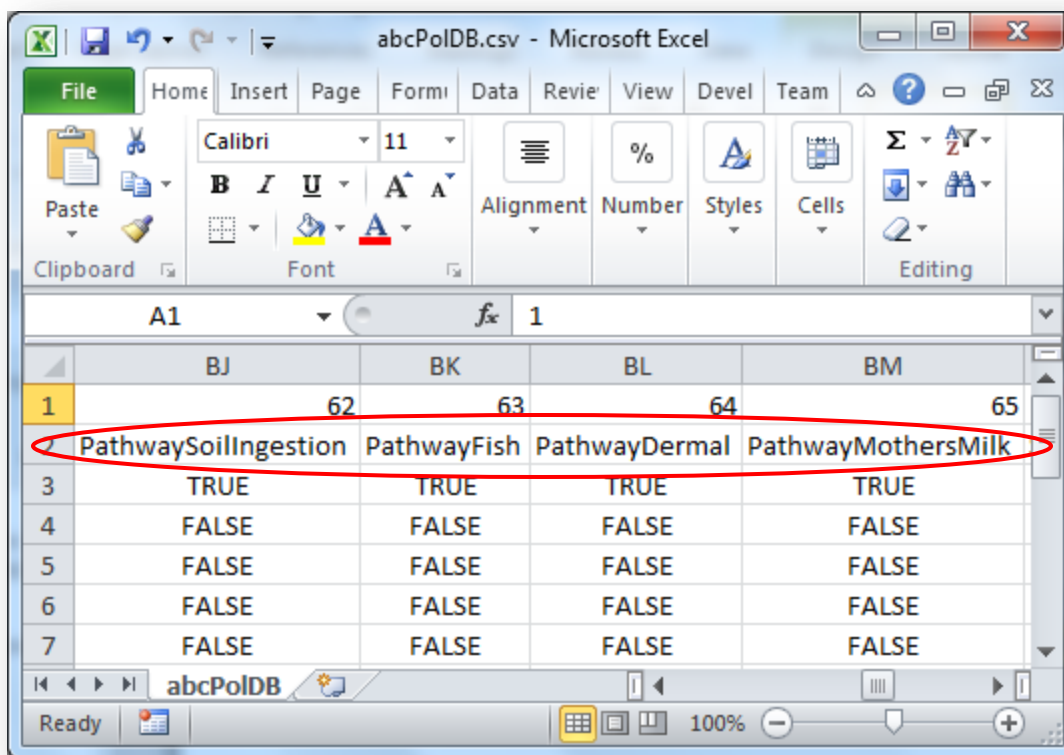 abcPolDB.csv - Microsoft Excel
File Home Insert Page Formu Data Revie View Devel Team
Calibri 11
Paste
B I U A A
A
Alignment Number Styles Cells
%
Σ
A Z
Clipboard Font Editing
A1 fx 1
BJ BK BL BM
1 62 63 64 65
2 PathwaySoilIngestion PathwayFish PathwayDermal PathwayMothersMilk
3 TRUE TRUE TRUE TRUE
4 FALSE FALSE FALSE FALSE
5 FALSE FALSE FALSE FALSE
6 FALSE FALSE FALSE FALSE
7 FALSE FALSE FALSE FALSE
abcPolDB
Ready 100%